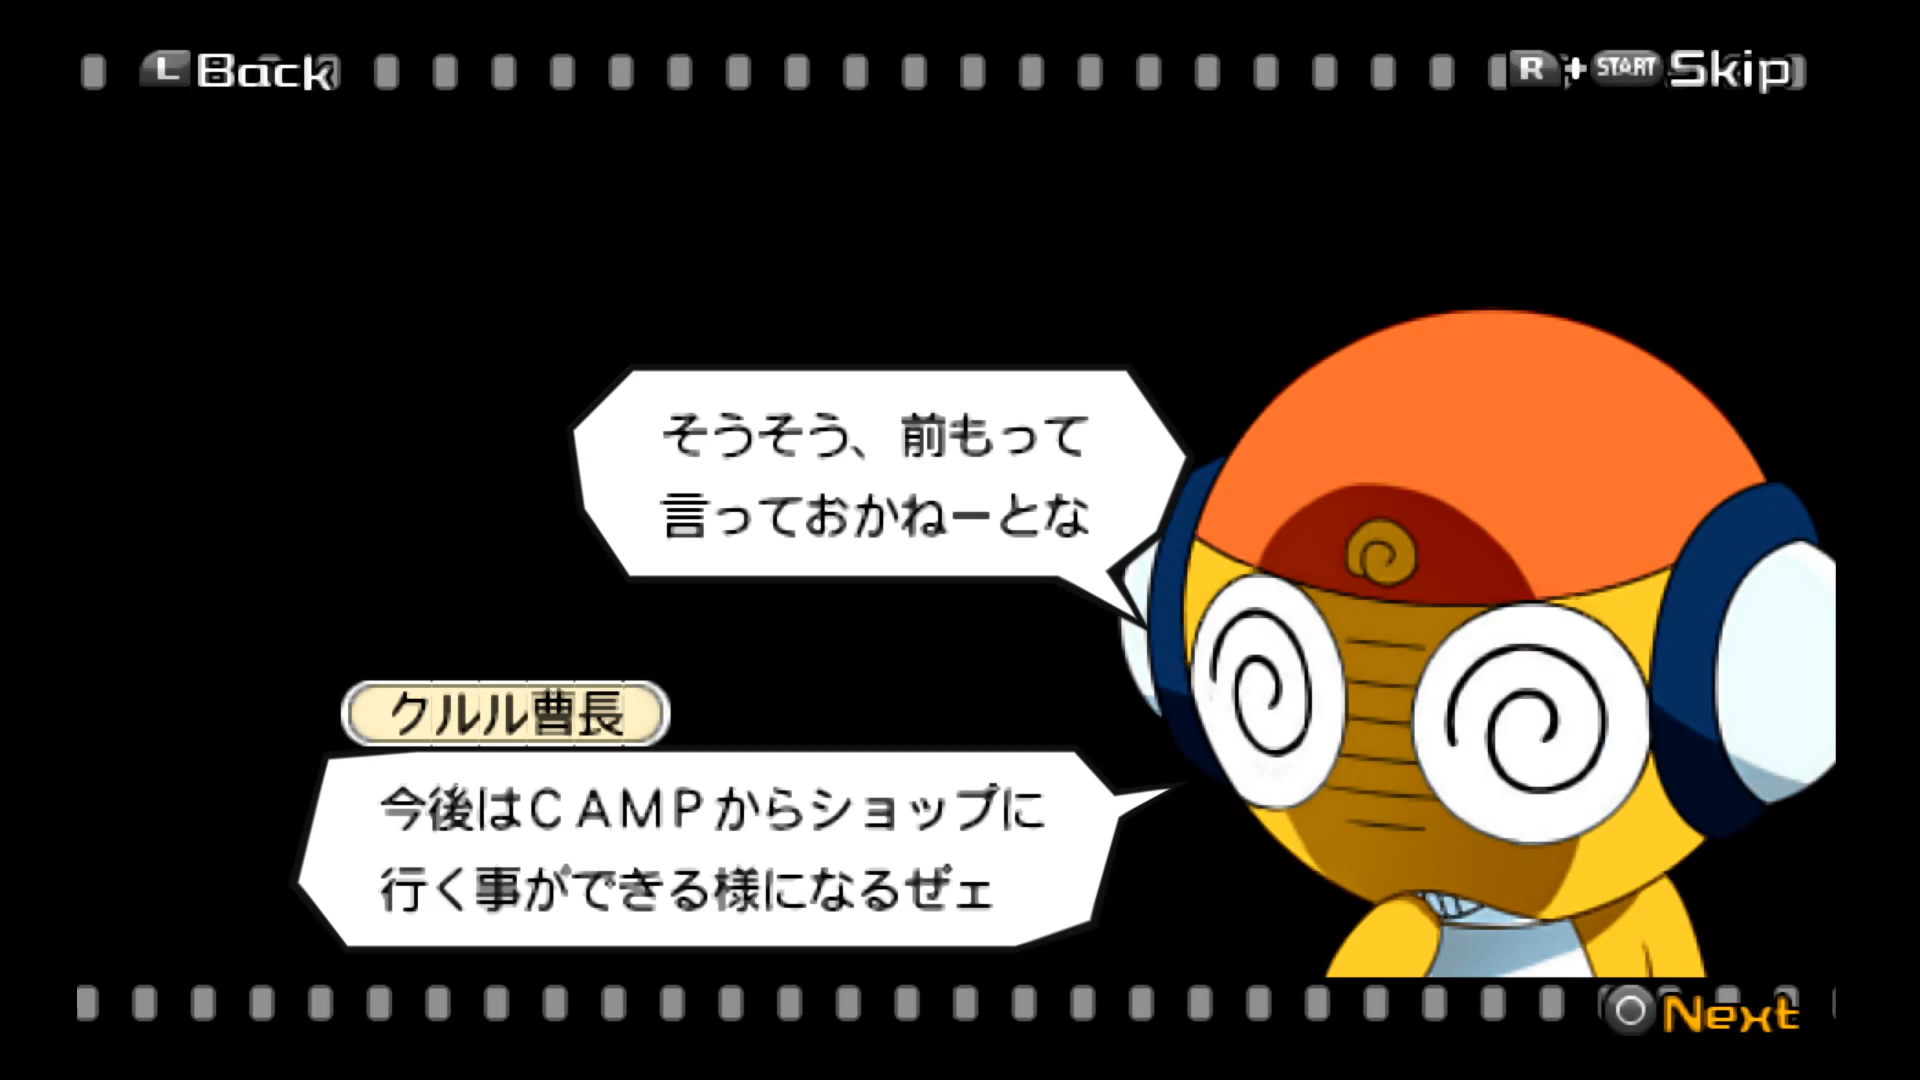 L Back
R + START Skip
そうそう、前もって
言っておかねーとな
クルル曹長
今後はＣＡＭＰからショップに
行く事ができる様になるぜェ
Next